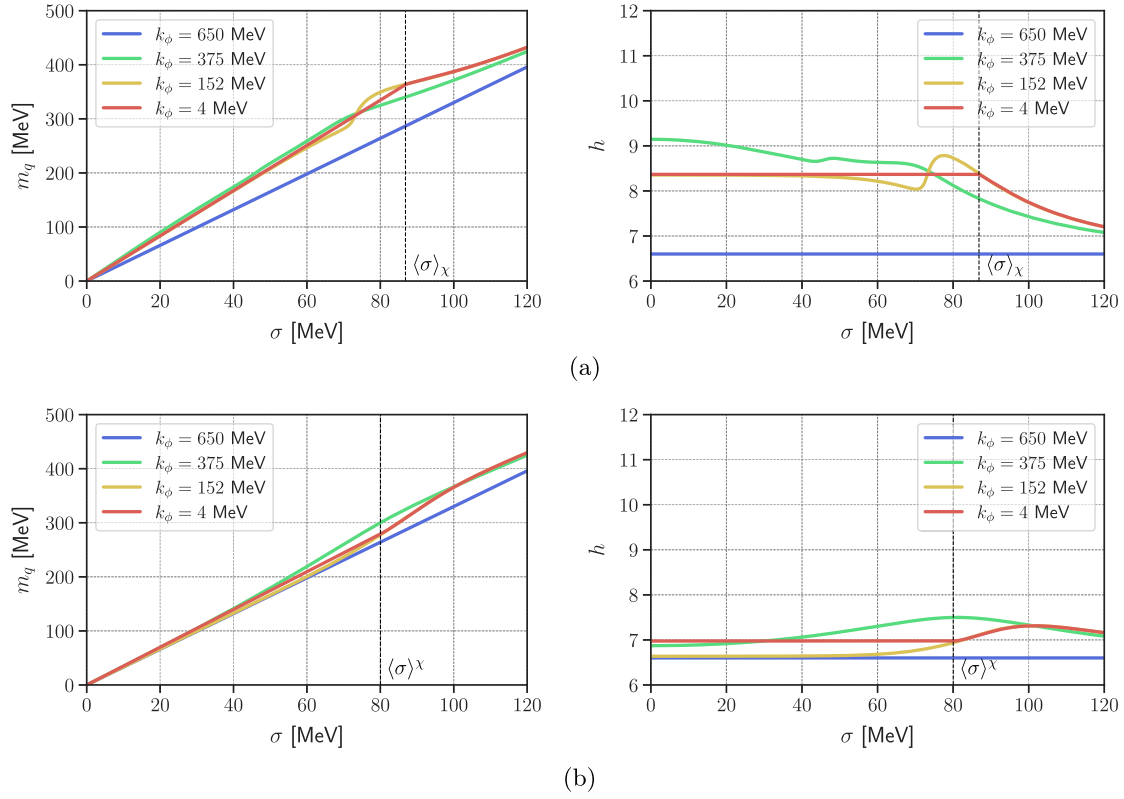 500
400
300
200
100
0
m_q [MeV]
k_ϕ = 650 MeV
k_ϕ = 375 MeV
k_ϕ = 152 MeV
k_ϕ = 4 MeV
⟨σ⟩_χ
0 20 40 60 80 100 120
σ [MeV]
12
11
10
9
8
7
6
h
k_ϕ = 650 MeV
k_ϕ = 375 MeV
k_ϕ = 152 MeV
k_ϕ = 4 MeV
⟨σ⟩_χ
0 20 40 60 80 100 120
σ [MeV]
(a)
500
400
300
200
100
0
m_q [MeV]
k_ϕ = 650 MeV
k_ϕ = 375 MeV
k_ϕ = 152 MeV
k_ϕ = 4 MeV
⟨σ⟩^χ
0 20 40 60 80 100 120
σ [MeV]
12
11
10
9
8
7
6
h
k_ϕ = 650 MeV
k_ϕ = 375 MeV
k_ϕ = 152 MeV
k_ϕ = 4 MeV
⟨σ⟩^χ
0 20 40 60 80 100 120
σ [MeV]
(b)